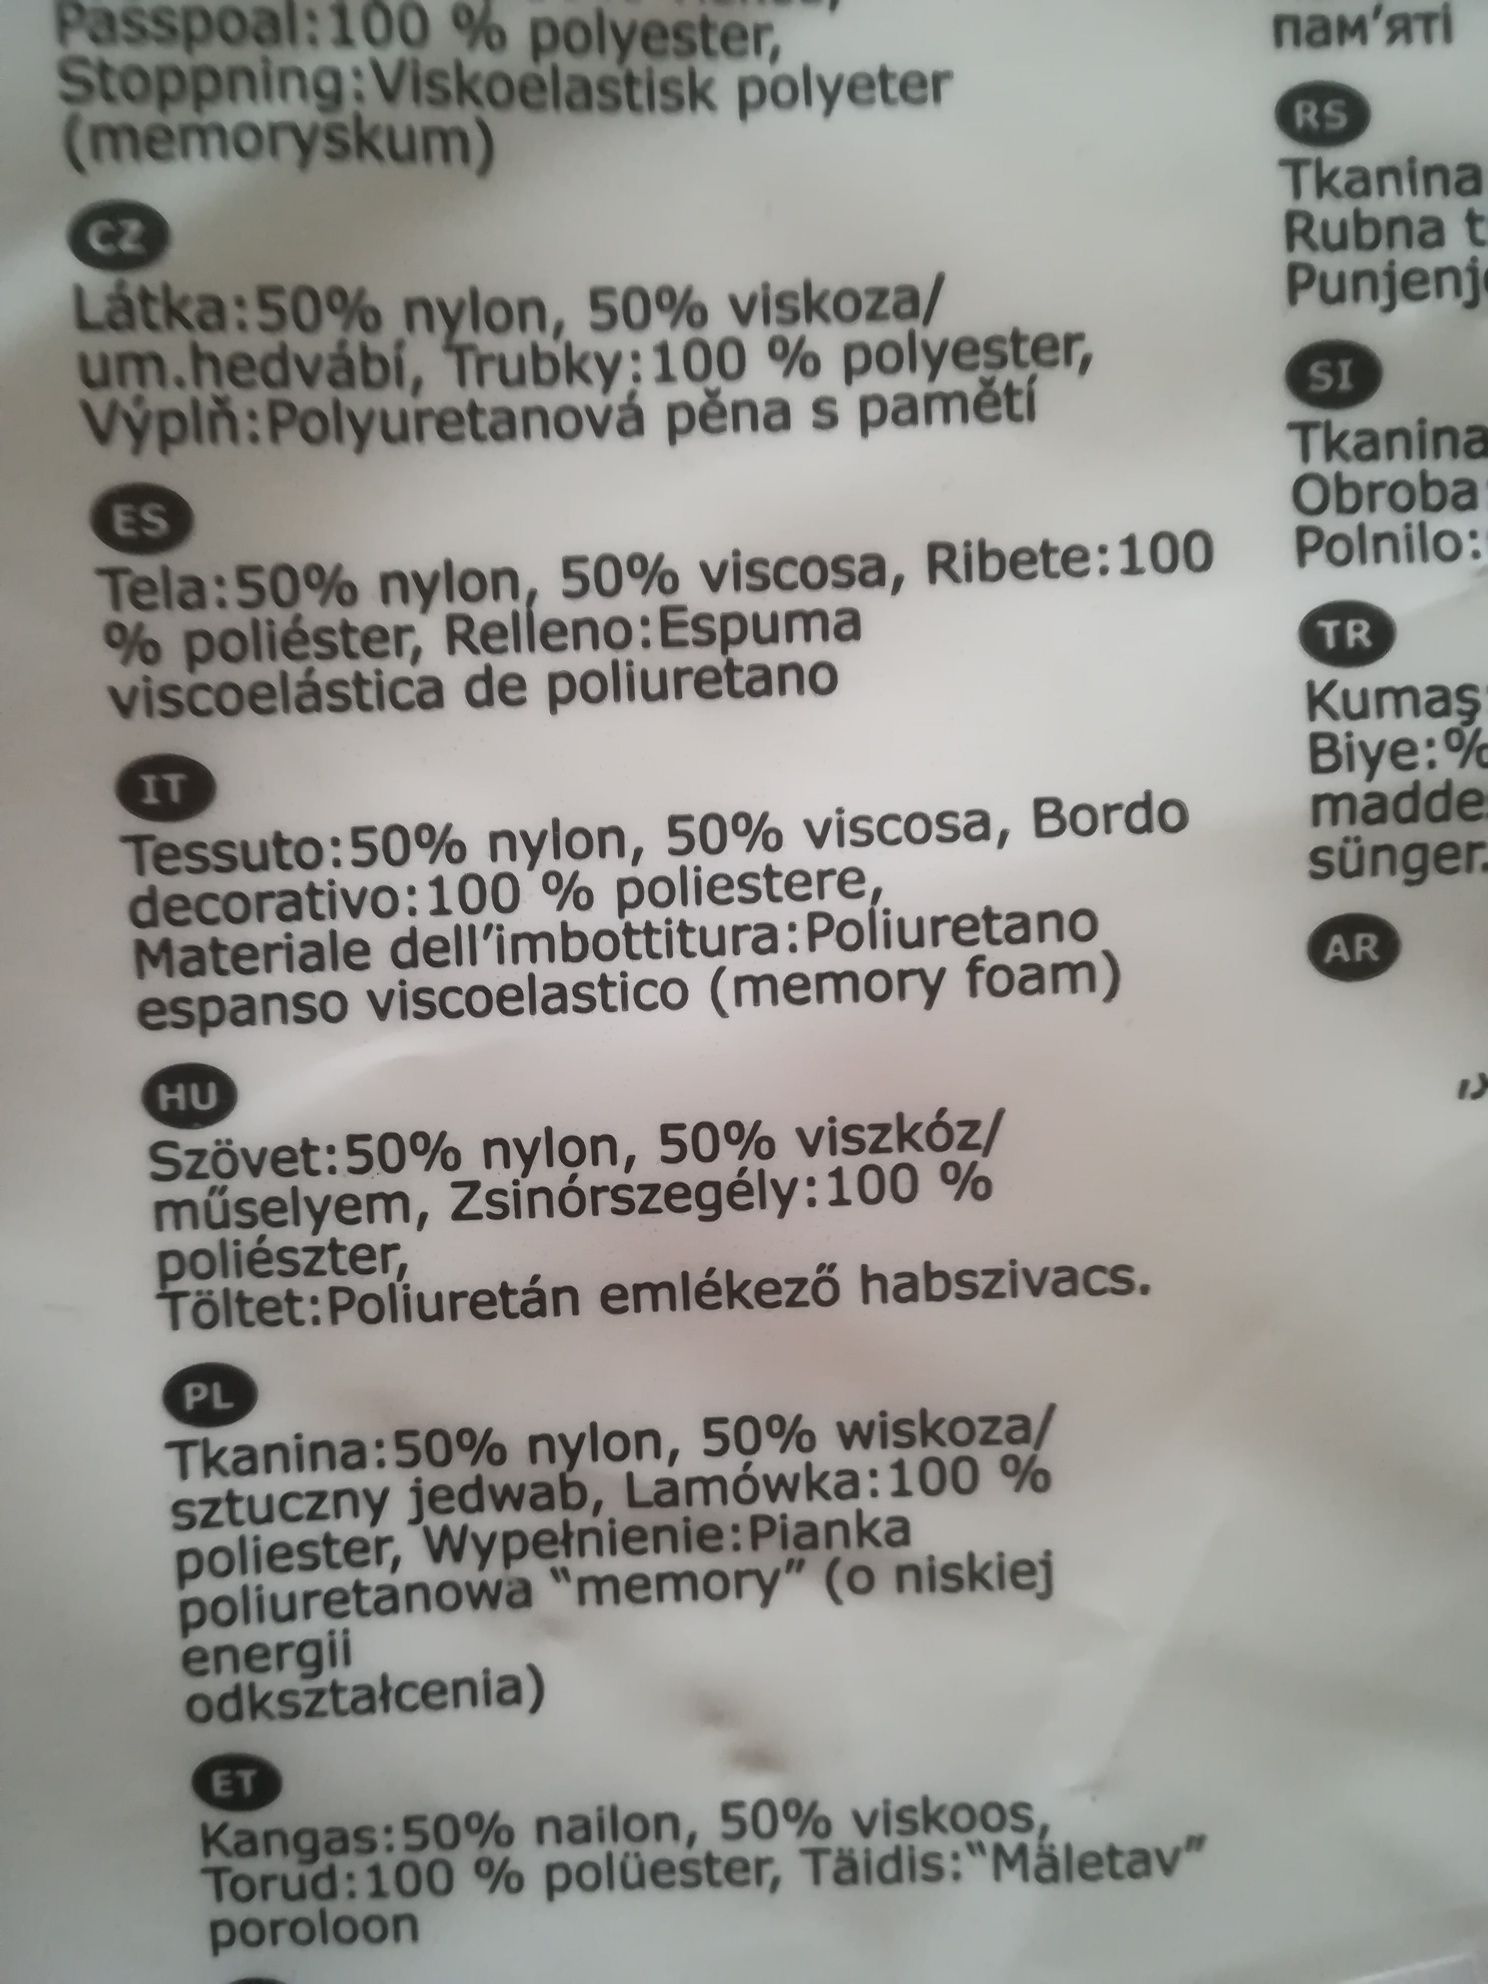 Passpoal:100 % polyester,
Stoppning:Viskoelastisk polyeter
(memoryskum)
CZ
Látka:50% nylon, 50% viskoza/
um.hedvábí, Trubky:100 % polyester,
Výplň:Polyuretanová pěna s pamětí
ES
Tela:50% nylon, 50% viscosa, Ribete:100
% poliéster, Relleno:Espuma
viscoelástica de poliuretano
IT
Tessuto:50% nylon, 50% viscosa, Bordo
decorativo:100 % poliestere,
Materiale dell’imbottitura:Poliuretano
espanso viscoelastico (memory foam)
HU
Szövet:50% nylon, 50% viszkóz/
műselyem, Zsinórszegély:100 %
poliészter,
Töltet:Poliuretán emlékező habszivacs.
PL
Tkanina:50% nylon, 50% wiskoza/
sztuczny jedwab, Lamówka:100 %
poliester, Wypełnienie:Pianka
poliuretanowa “memory” (o niskiej
energii
odkształcenia)
ET
Kangas:50% nailon, 50% viskoos,
Torud:100 % polüester, Täidis:“Mäletav”
poroloon
пам’яті
RS
Tkanina
Rubna
SI
Tkanina
Obroba
Polnilo:
TR
Kumaş
Biye:%
madde
sünger.
AR